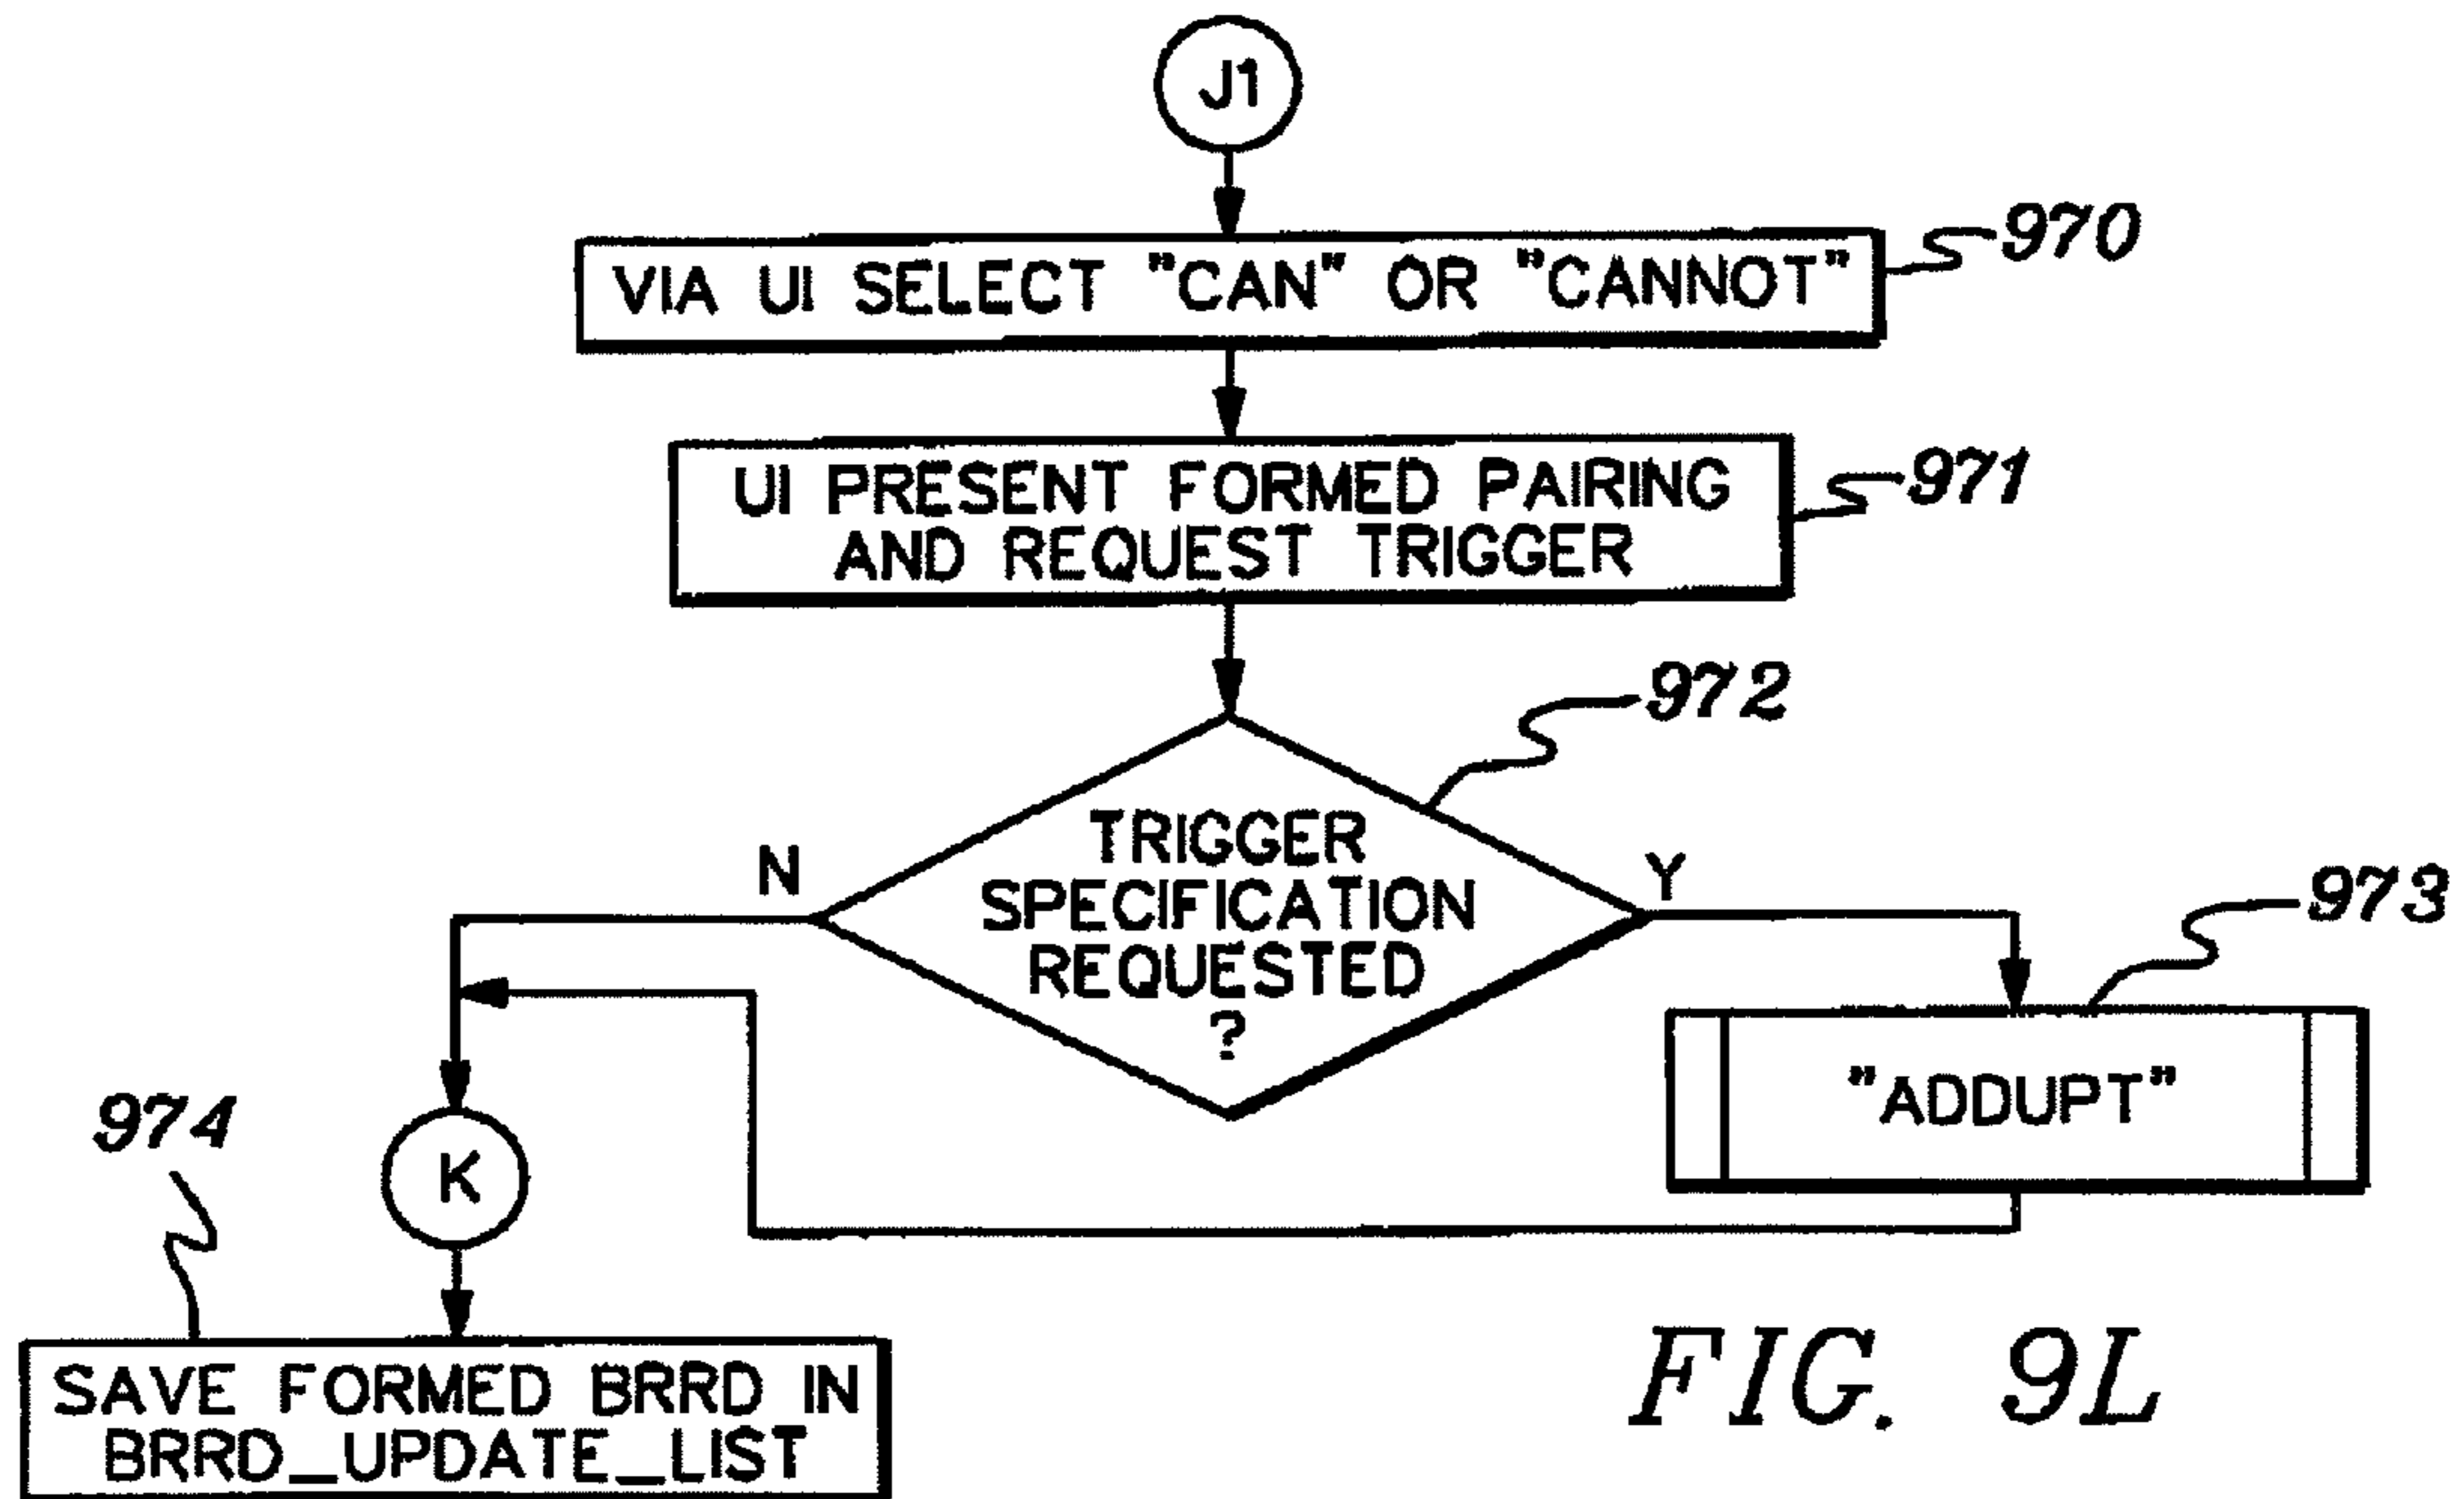 J1
VIA UI SELECT "CAN" OR "CANNOT"
970
UI PRESENT FORMED PAIRING
AND REQUEST TRIGGER
971
972
TRIGGER
SPECIFICATION
REQUESTED
?
N
Y
973
"ADDUPT"
974
K
SAVE FORMED BRRD IN
BRRD_UPDATE_LIST
FIG. 9L